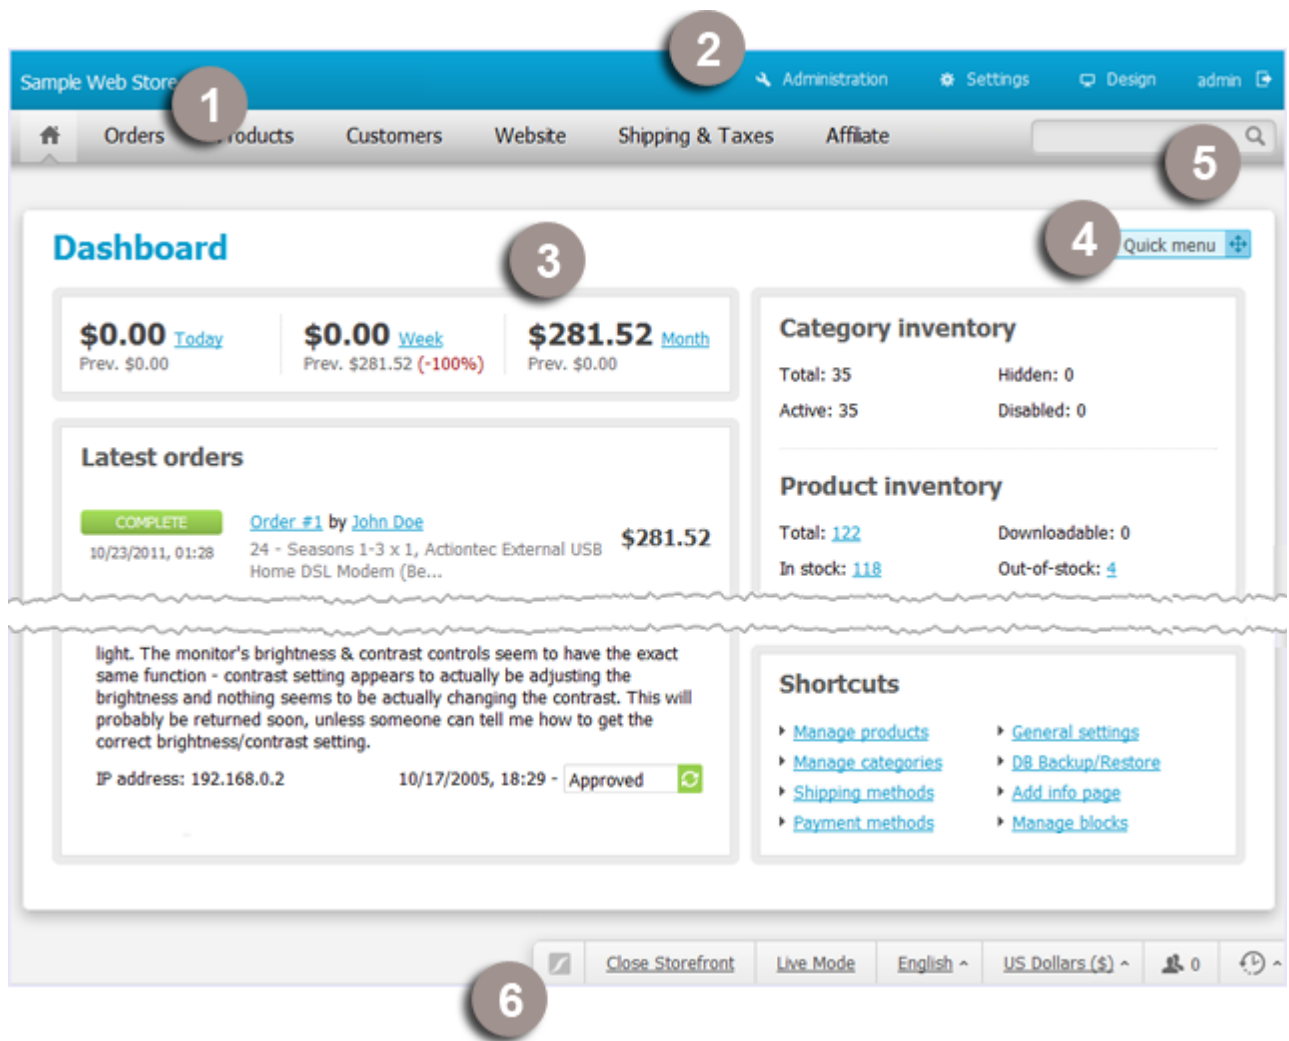 2
Sample Web Store
Administration Settings Design admin
1
Orders Products Customers Website Shipping & Taxes Affiliate
5
Dashboard
3
4 Quick menu
$0.00 Today $0.00 Week $281.52 Month
Prev. $0.00 Prev. $281.52 (-100%) Prev. $0.00
Latest orders
COMPLETE Order #1 by John Doe
10/23/2011, 01:28 24 - Seasons 1-3 x 1, Actiontec External USB $281.52
Home DSL Modem (Be...
Category inventory
Total: 35 Hidden: 0
Active: 35 Disabled: 0
Product inventory
Total: 122 Downloadable: 0
In stock: 118 Out-of-stock: 4
light. The monitor's brightness & contrast controls seem to have the exact
same function - contrast setting appears to actually be adjusting the
brightness and nothing seems to be actually changing the contrast. This will
probably be returned soon, unless someone can tell me how to get the
correct brightness/contrast setting.
IP address: 192.168.0.2 10/17/2005, 18:29 - Approved
Shortcuts
Manage products General settings
Manage categories DB Backup/Restore
Shipping methods Add info page
Payment methods Manage blocks
Close Storefront Live Mode English US Dollars ($) 0
6